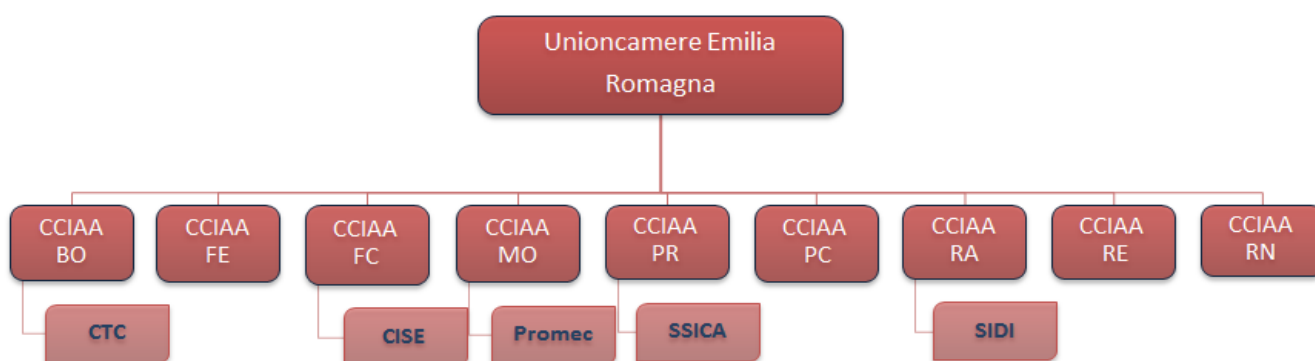 Unioncamere Emilia
Romagna
CCIAA
BO
CCIAA
FE
CCIAA
FC
CCIAA
MO
CCIAA
PR
CCIAA
PC
CCIAA
RA
CCIAA
RE
CCIAA
RN
CTC
CISE
Promec
SSICA
SIDI